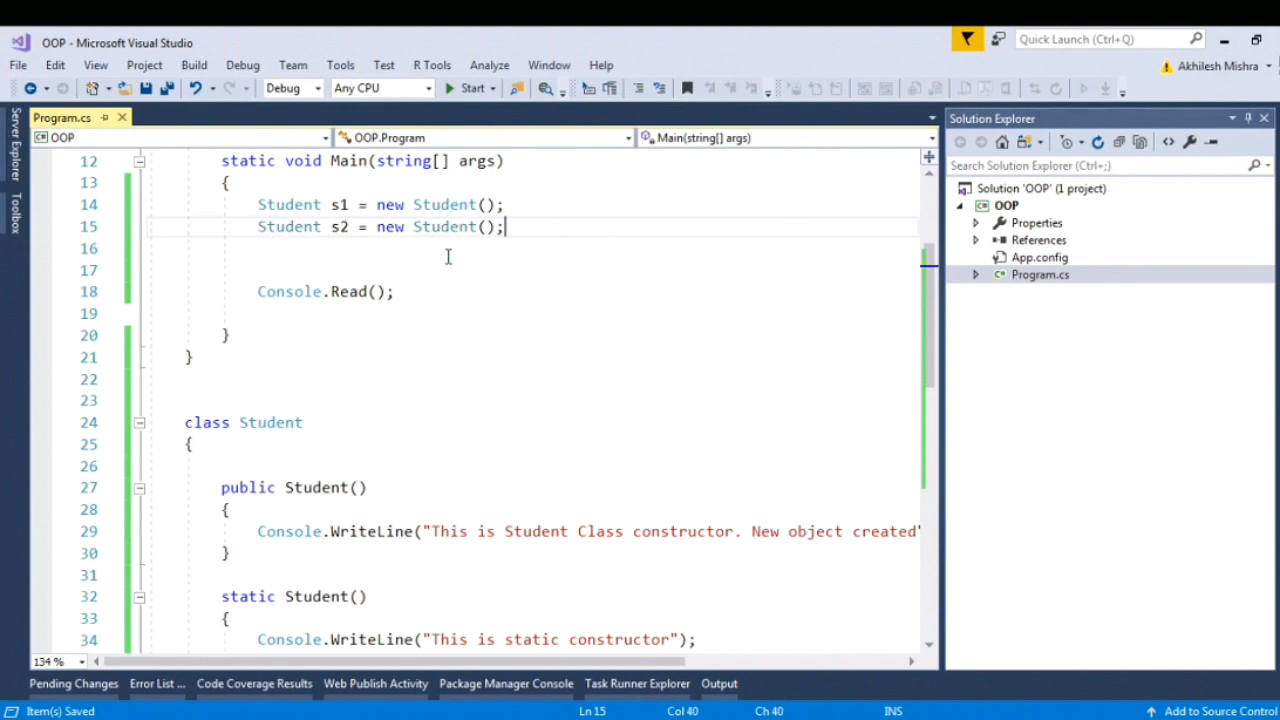 OOP - Microsoft Visual Studio
Quick Launch (Ctrl+Q)
File Edit View Project Build Debug Team Tools Test R Tools Analyze Window Help
Akhilesh Mishra
Debug Any CPU Start
Server Explorer
Toolbox
Program.cs
OOP OOP.Program Main(string[] args)
12 static void Main(string[] args)
13 {
14 Student s1 = new Student();
15 Student s2 = new Student();
16
17
18 Console.Read();
19
20 }
21 }
22
23
24 class Student
25 {
26
27 public Student()
28 {
29 Console.WriteLine("This is Student Class constructor. New object created"
30 }
31
32 static Student()
33 {
34 Console.WriteLine("This is static constructor");
134 %
Solution Explorer
Search Solution Explorer (Ctrl+;)
Solution 'OOP' (1 project)
OOP
Properties
References
App.config
C# Program.cs
Pending Changes Error List ... Code Coverage Results Web Publish Activity Package Manager Console Task Runner Explorer Output
Item(s) Saved Ln 15 Col 40 Ch 40 INS Add to Source Control